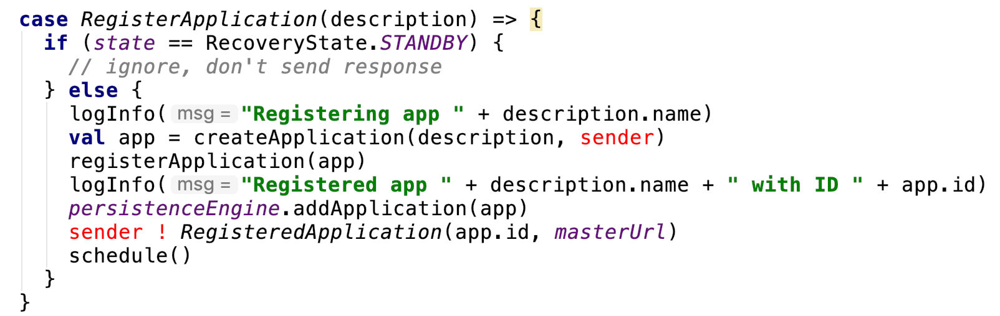 case RegisterApplication(description) => {
  if (state == RecoveryState.STANDBY) {
    // ignore, don't send response
  } else {
    logInfo( msg = "Registering app " + description.name)
    val app = createApplication(description, sender)
    registerApplication(app)
    logInfo( msg = "Registered app " + description.name + " with ID " + app.id)
    persistenceEngine.addApplication(app)
    sender ! RegisteredApplication(app.id, masterUrl)
    schedule()
  }
}